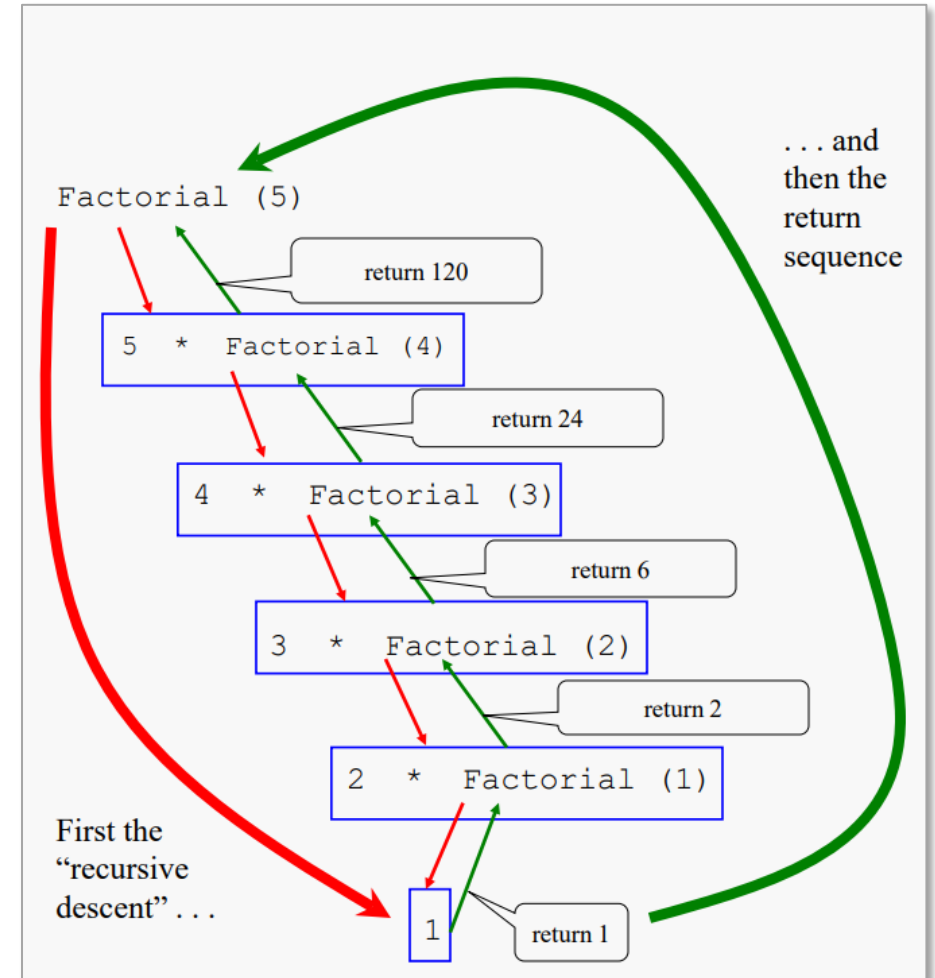 . . . and
then the
return
sequence
Factorial (5)
return 120
5 * Factorial (4)
return 24
4 * Factorial (3)
return 6
3 * Factorial (2)
return 2
2 * Factorial (1)
First the
“recursive
descent” . . .
1
return 1